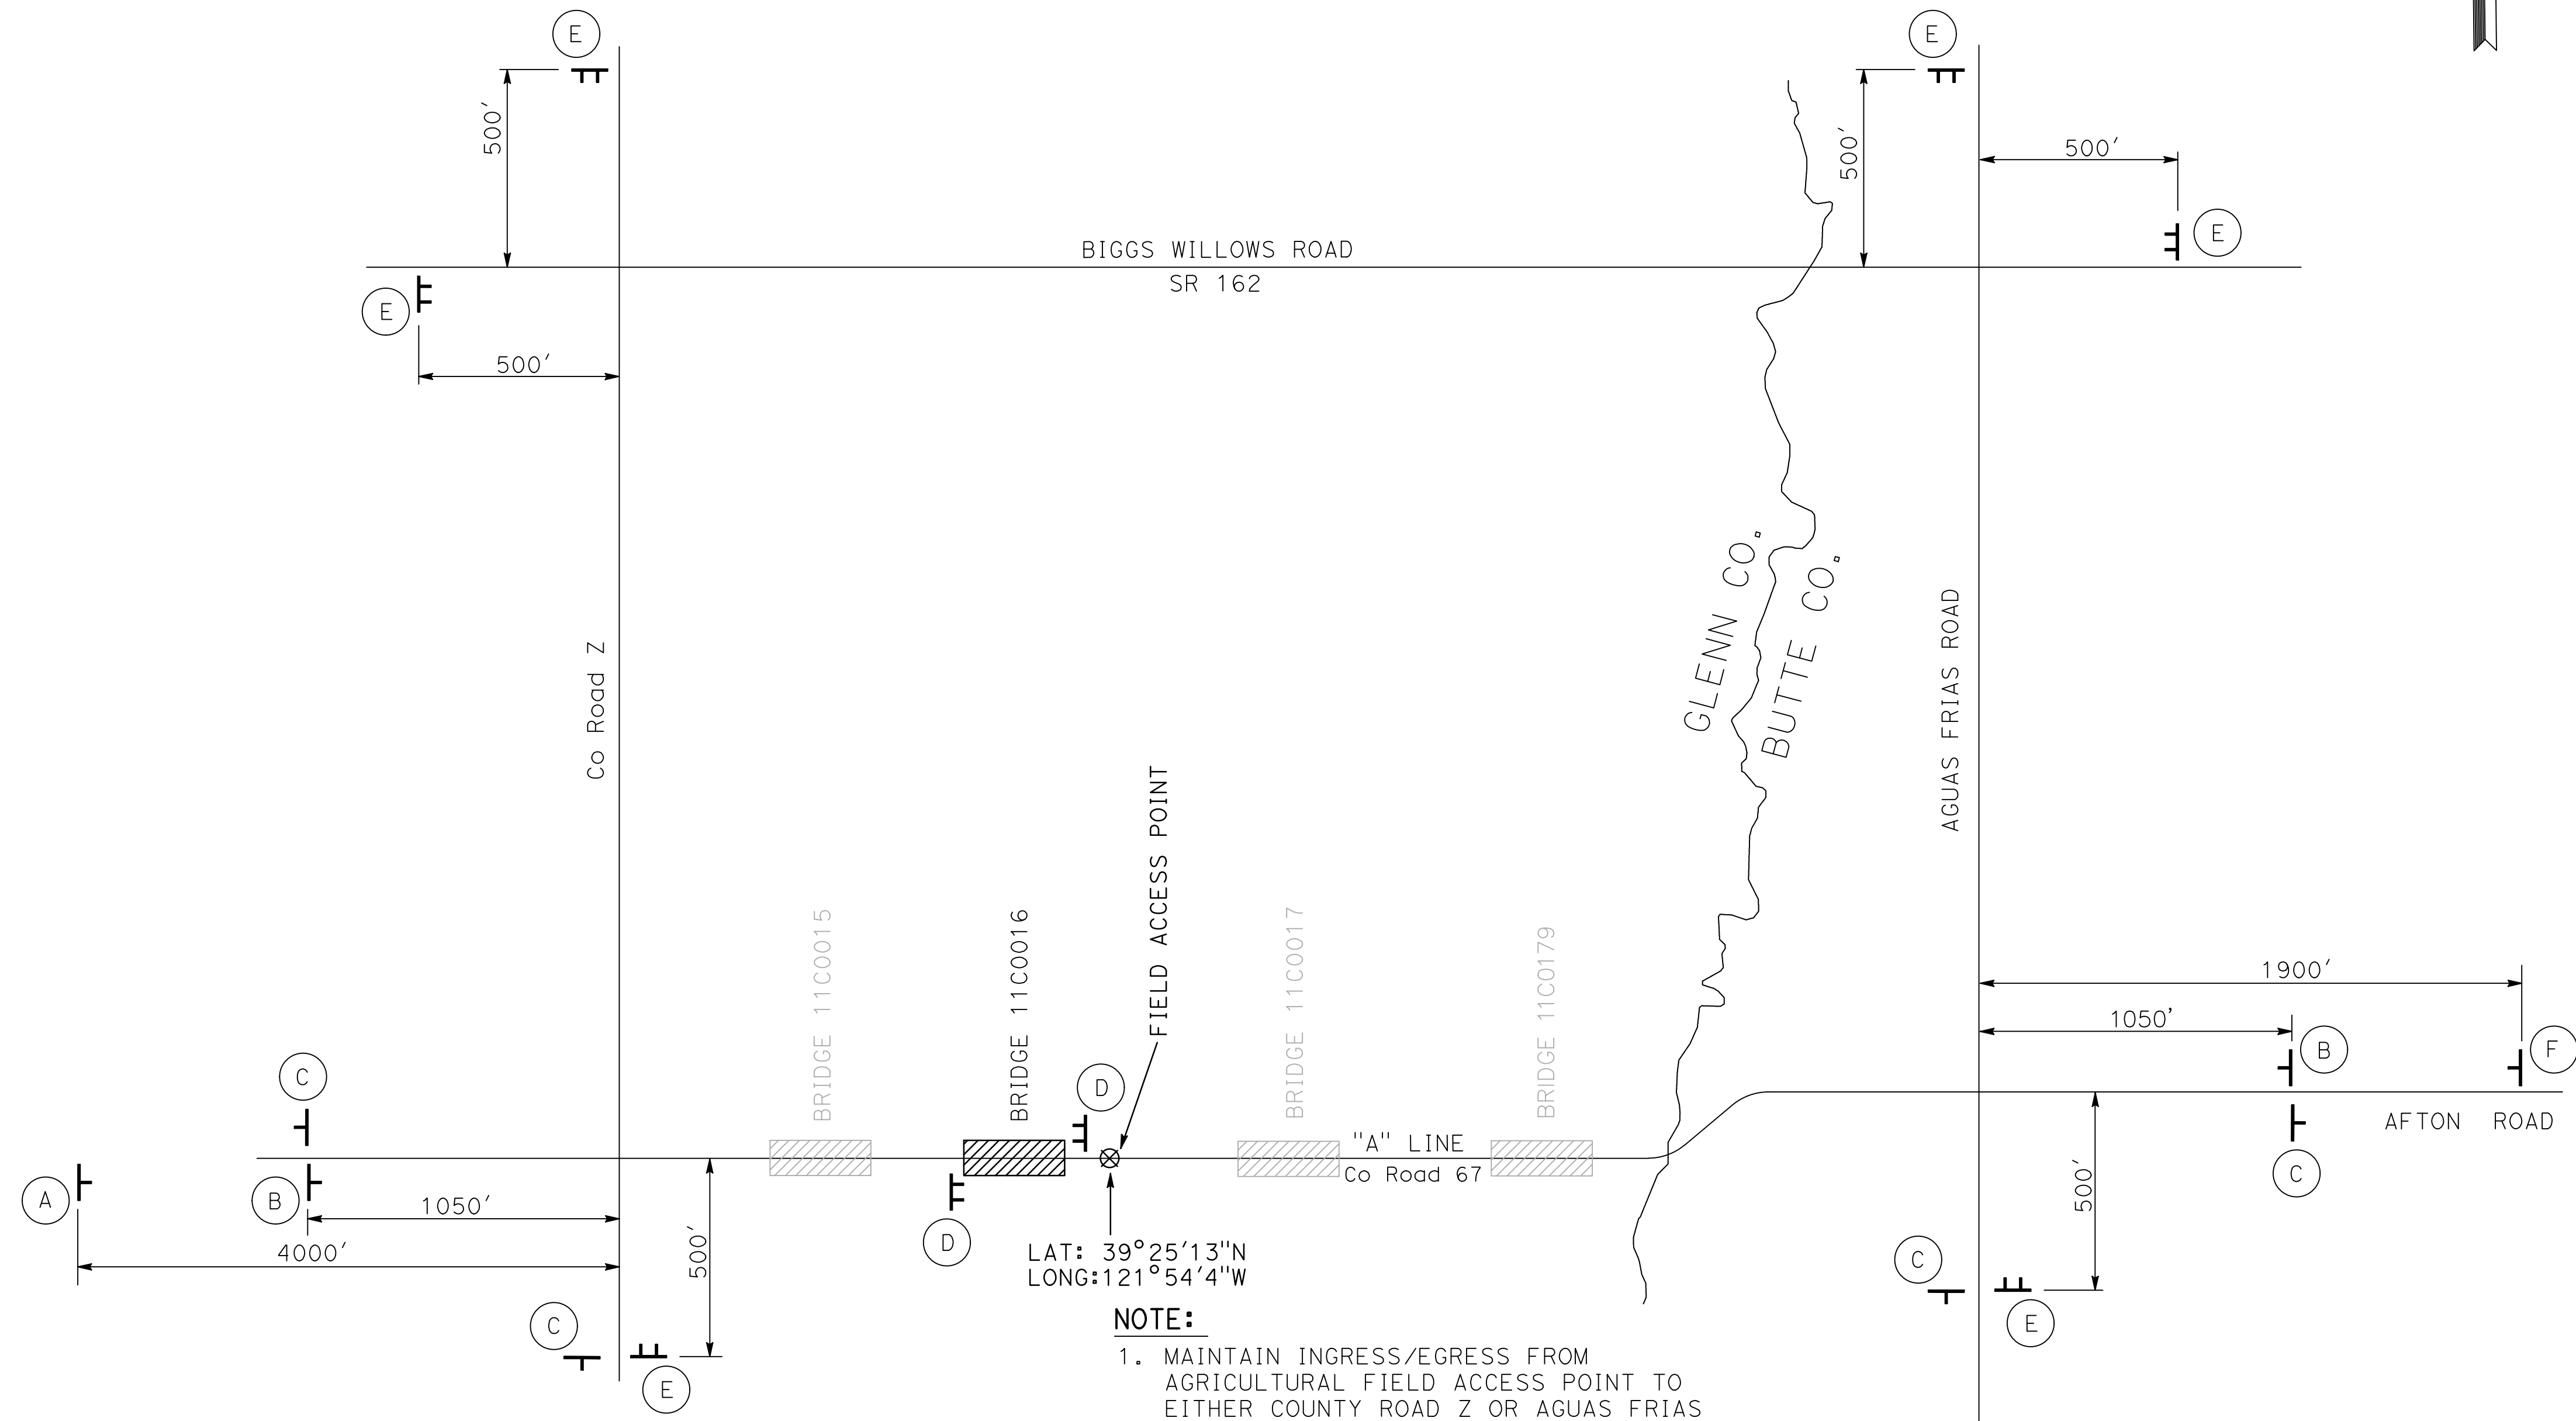 E
E
500'
500'
500'
E
BIGGS WILLOWS ROAD
SR 162
E
500'
Co Road Z
GLENN CO.
BUTTE CO.
AGUAS FRIAS ROAD
FIELD ACCESS POINT
BRIDGE 11C0015
BRIDGE 11C0016
BRIDGE 11C0017
BRIDGE 11C0179
1900'
1050'
B
F
C
D
AFTON ROAD
"A" LINE
Co Road 67
A
B
C
1050'
500'
500'
D
4000'
LAT: 39°25'13"N
LONG:121°54'4"W
C
E
C
E
NOTE:
1. MAINTAIN INGRESS/EGRESS FROM
AGRICULTURAL FIELD ACCESS POINT TO
EITHER COUNTY ROAD Z OR AGUAS FRIAS